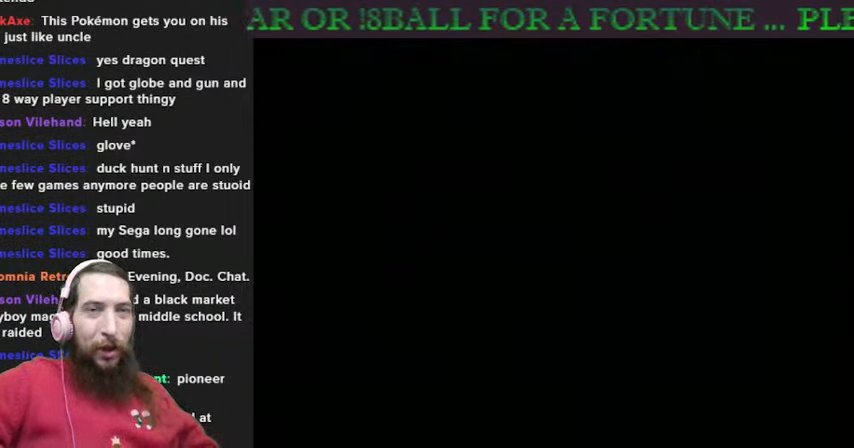 AR OR !8BALL FOR A FORTUNE ... PLE
kAxe: This Pokémon gets you on his
just like uncle
neslice Slices yes dragon quest
neslice Slices: I got globe and gun and
8 way player support thingy
son Vilehand: Hell yeah
neslice Slices glove*
neslice Slices: duck hunt n stuff I only
e few games anymore people are stuoid
neslice Slices stupid
neslice Slices: my Sega long gone lol
neslice Slices good times.
omnia Retr Evening, Doc. Chat.
son Vileh d a black market
yboy mag middle school. It
raided
neslice Sl
nt: pioneer
at